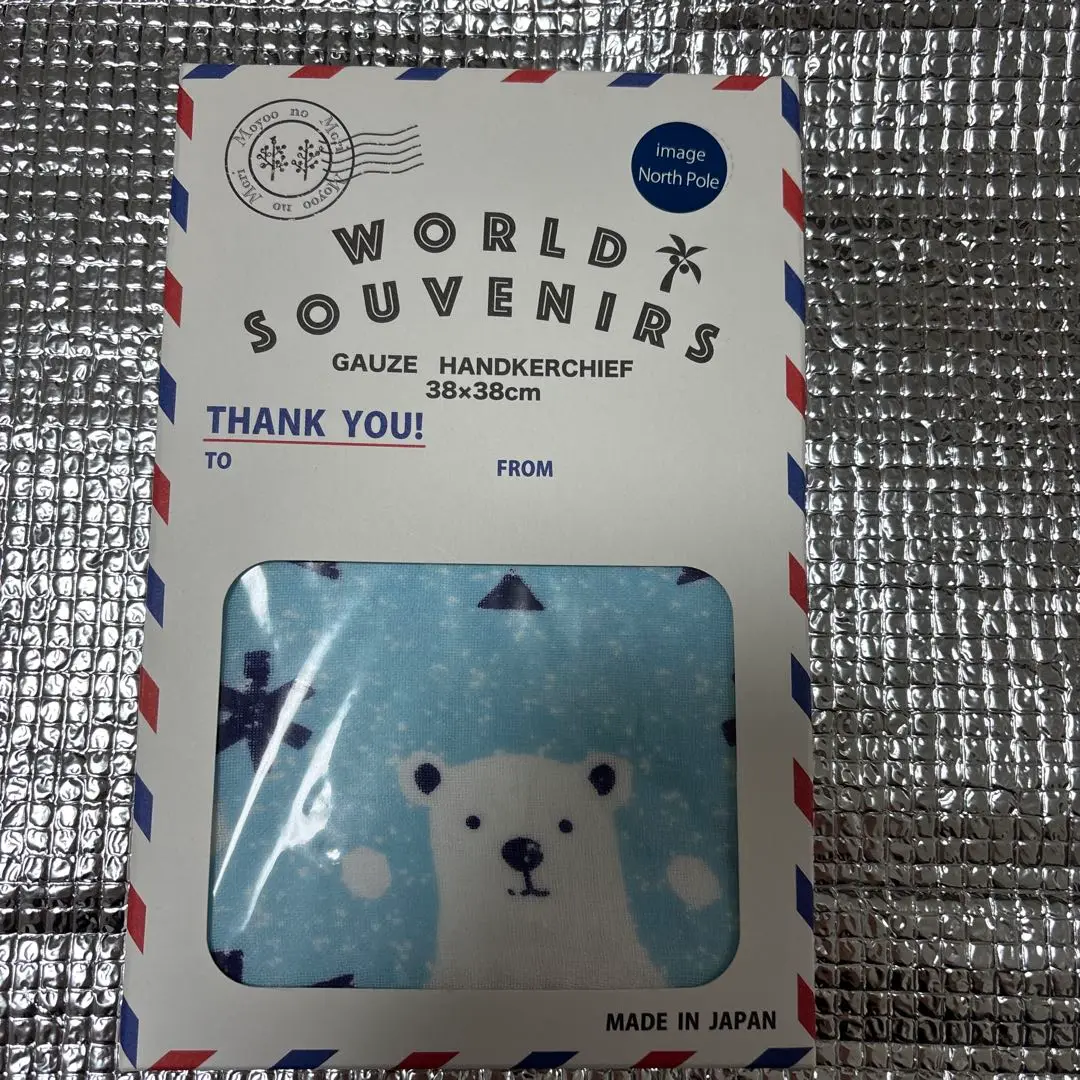 Moyoo no Mori Moyoo no Mori
image
North Pole
WORLD
SOUVENIRS
GAUZE HANDKERCHIEF
38×38cm
THANK YOU!
TO
FROM
MADE IN JAPAN